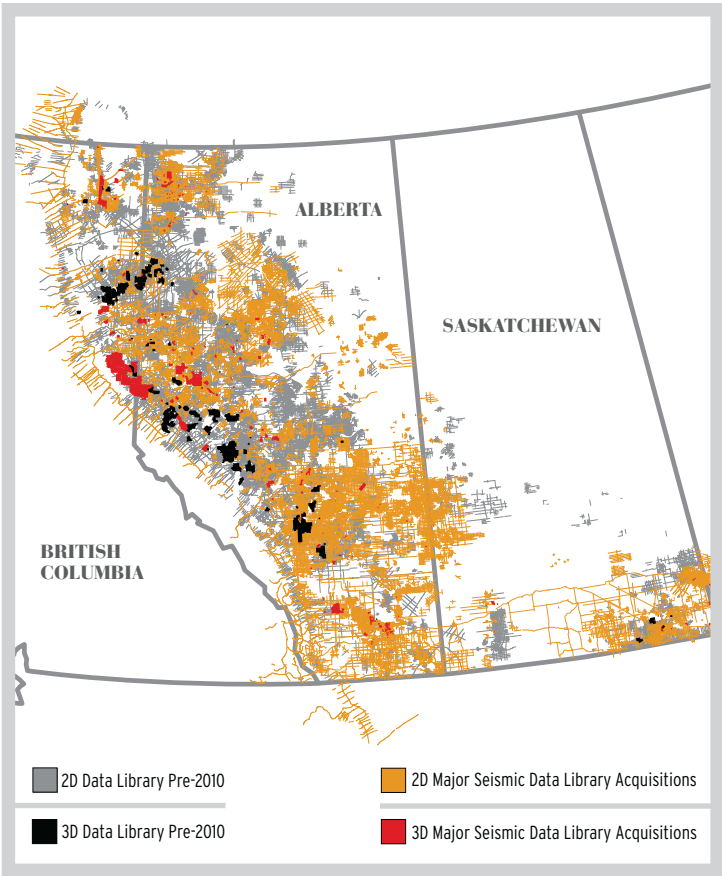 ALBERTA
SASKATCHEWAN
BRITISH
COLUMBIA
2D Data Library Pre-2010
2D Major Seismic Data Library Acquisitions
3D Data Library Pre-2010
3D Major Seismic Data Library Acquisitions